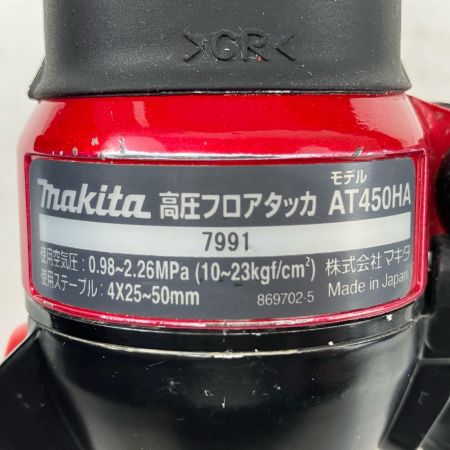 >CR<
makita 高圧フロアタッカ モデル AT450HA
7991
使用空気圧：0.98~2.26MPa (10~23kgf/cm²) 株式会社 マキタ
使用ステープル：4X25~50mm 869702-5 Made in Japan